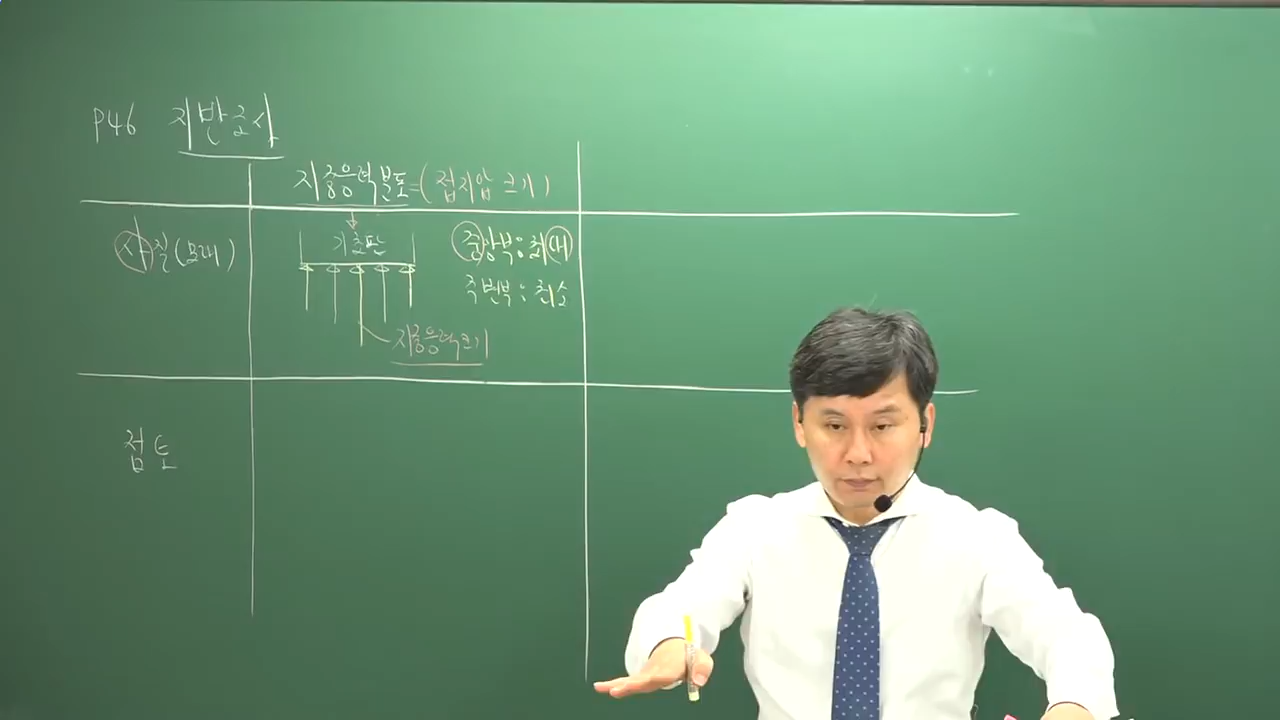 P46 지반조사
지중응력분포=(접지압 크기)
사질(모래)
기초판
중앙부:최대
주변부:최소
지중응력크기
점토